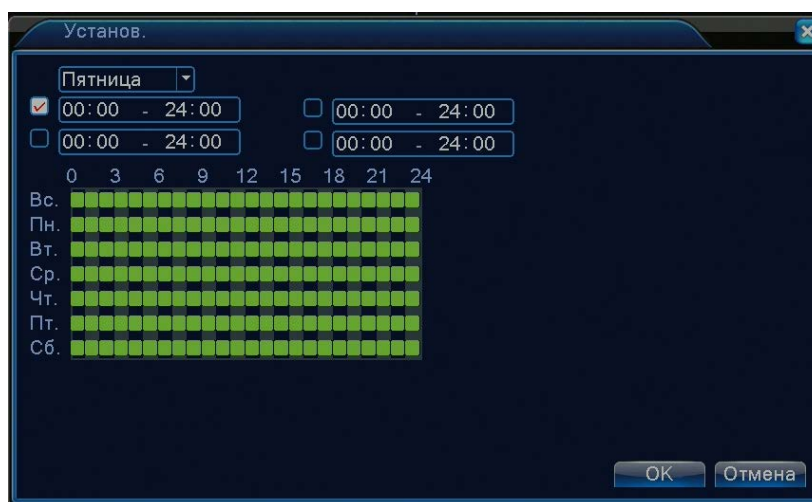 Установ.
Пятница
00:00 - 24:00 00:00 - 24:00
00:00 - 24:00 00:00 - 24:00
0 3 6 9 12 15 18 21 24
Вс.
Пн.
Вт.
Ср.
Чт.
Пт.
Сб.
OK Отмена